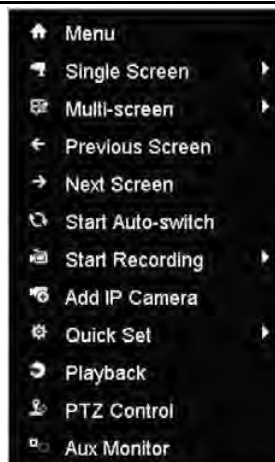 Menu
Single Screen
Multi-screen
Previous Screen
Next Screen
Start Auto-switch
Start Recording
Add IP Camera
Quick Set
Playback
PTZ Control
Aux Monitor